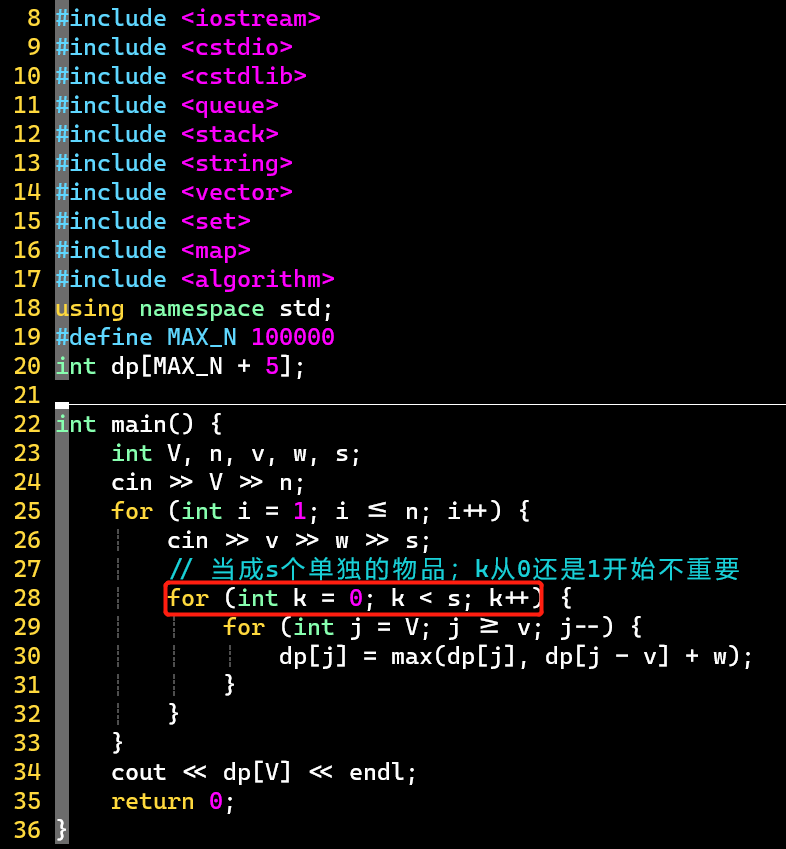 8 #include <iostream>
9 #include <cstdio>
10 #include <cstdlib>
11 #include <queue>
12 #include <stack>
13 #include <string>
14 #include <vector>
15 #include <set>
16 #include <map>
17 #include <algorithm>
18 using namespace std;
19 #define MAX_N 100000
20 int dp[MAX_N + 5];
21
22 int main() {
23     int V, n, v, w, s;
24     cin >> V >> n;
25     for (int i = 1; i <= n; i++) {
26         cin >> v >> w >> s;
27         // 当成s个单独的物品；k从0还是1开始不重要
28         for (int k = 0; k < s; k++) {
29             for (int j = V; j >= v; j--) {
30                 dp[j] = max(dp[j], dp[j - v] + w);
31             }
32         }
33     }
34     cout << dp[V] << endl;
35     return 0;
36 }